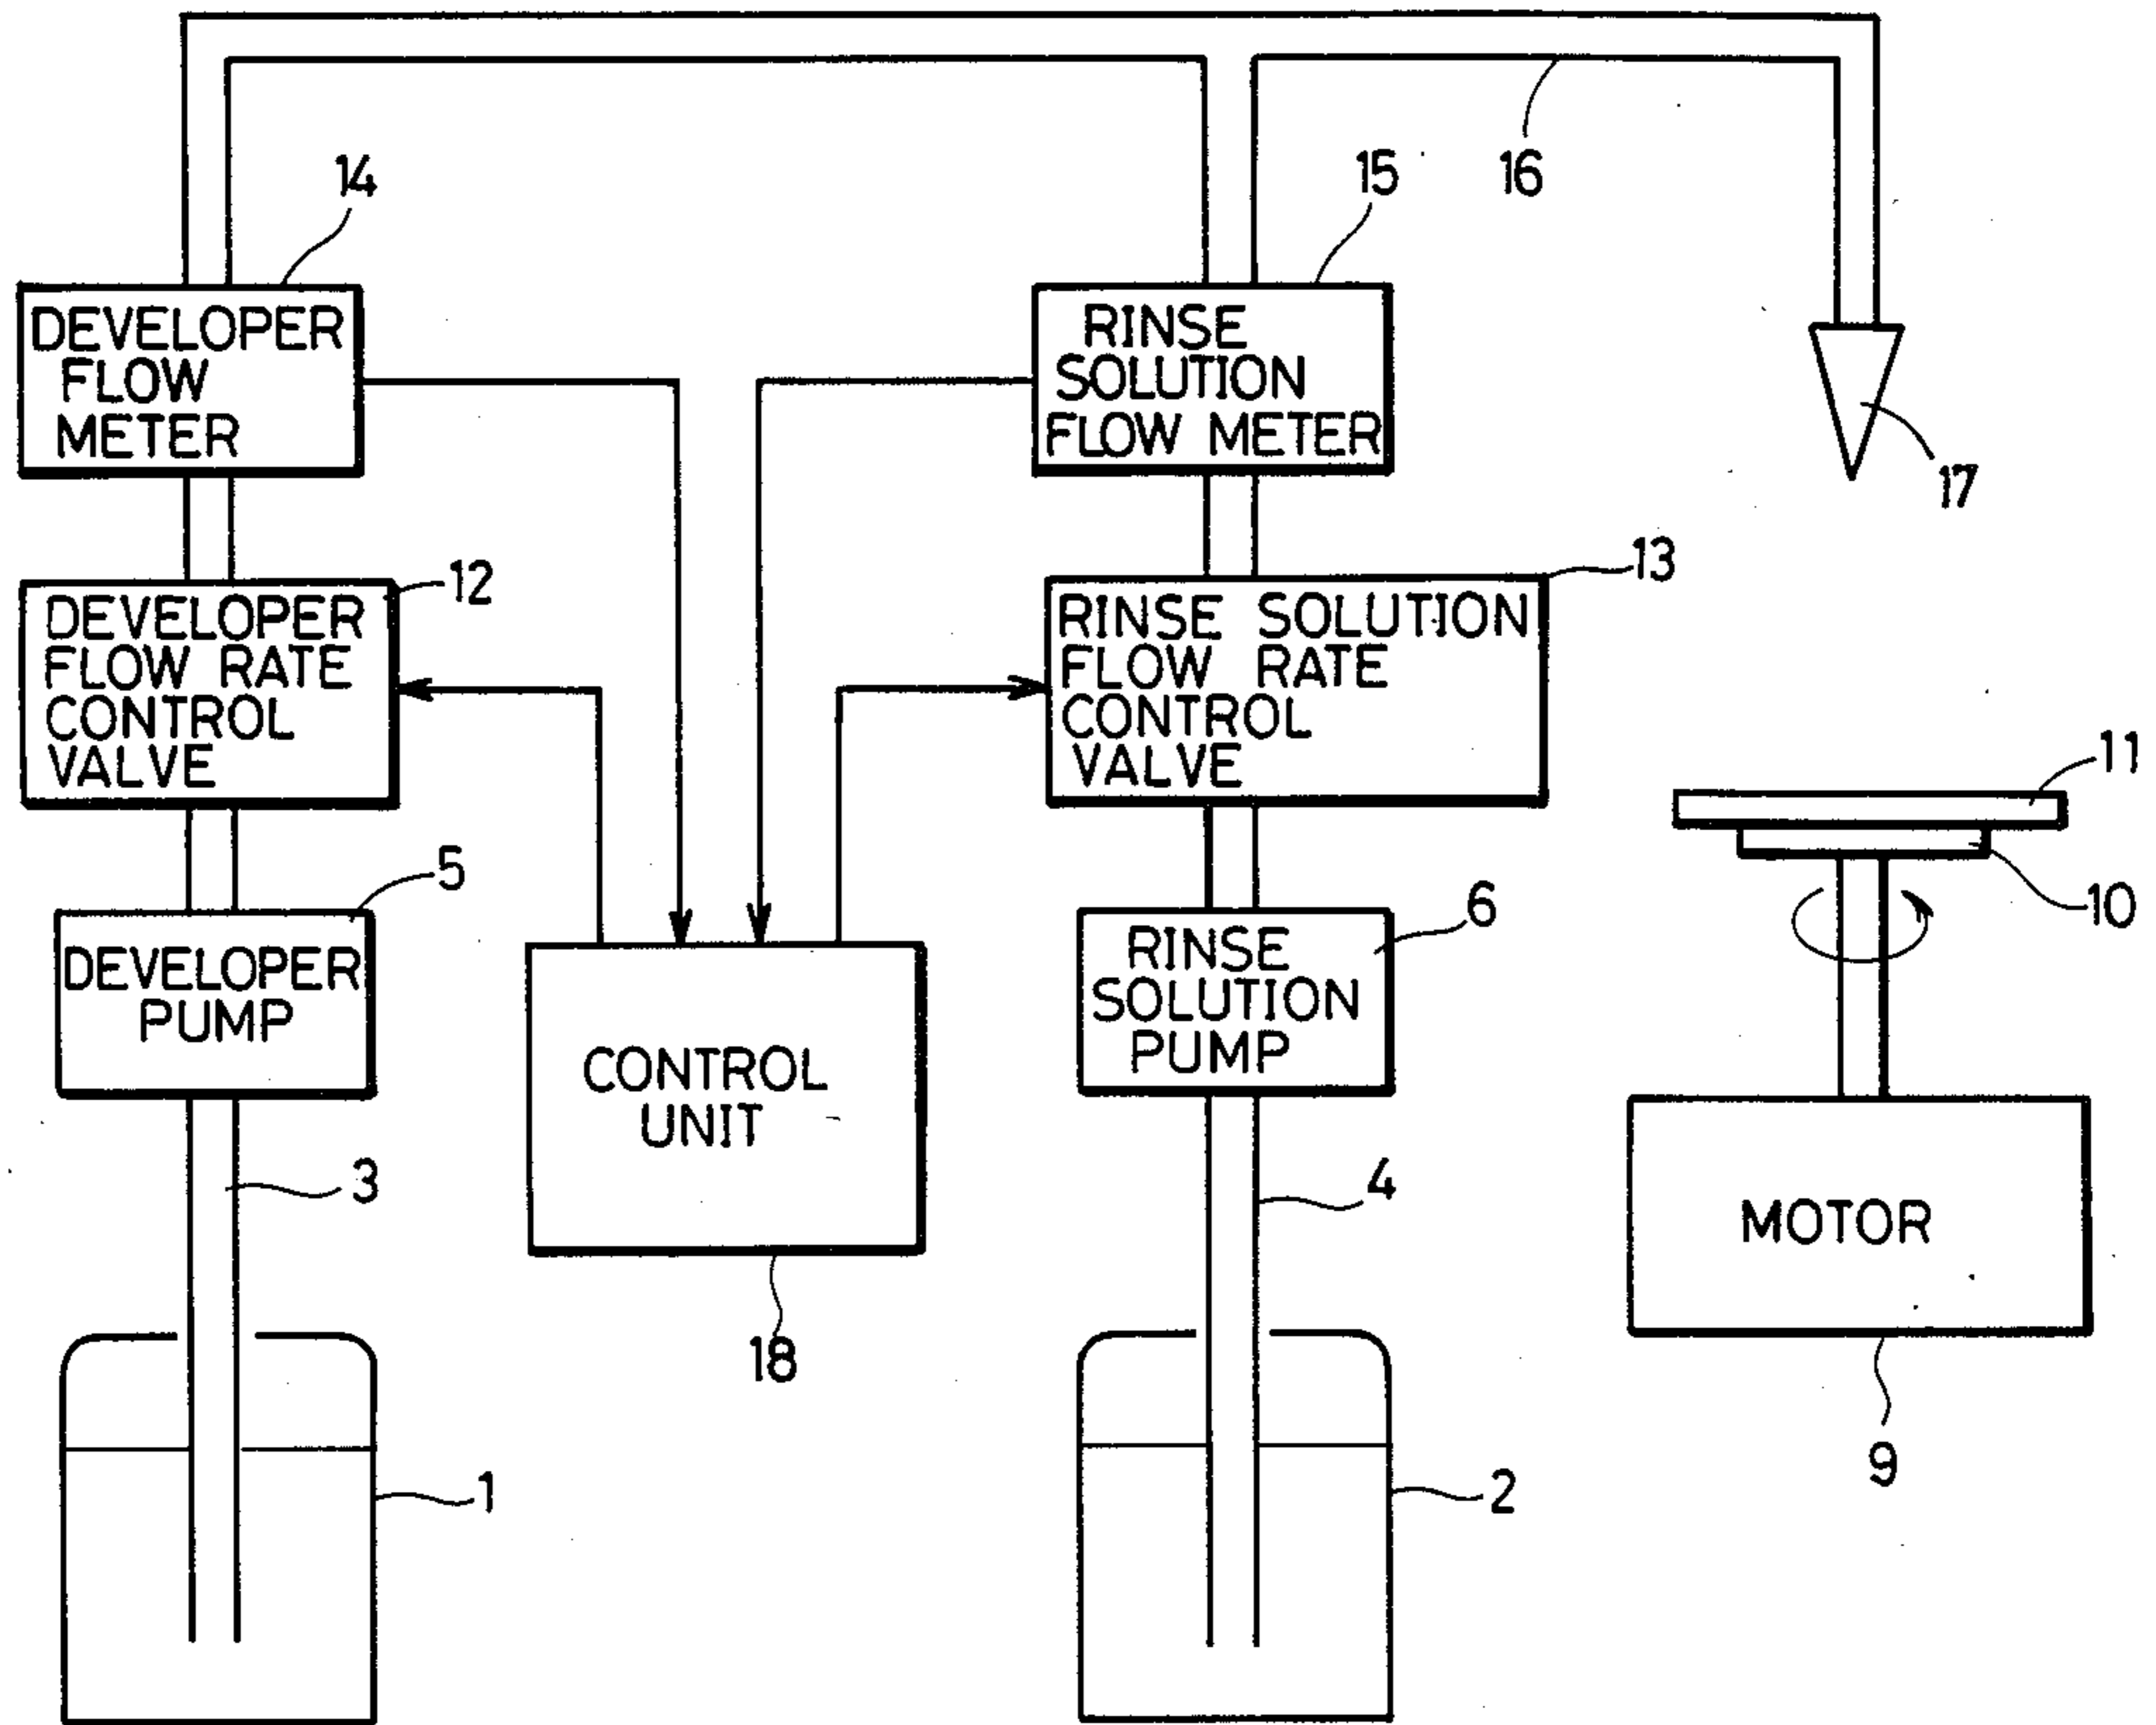 14
15
16
DEVELOPER
FLOW
METER
RINSE
SOLUTION
FLOW METER
17
12
13
DEVELOPER
FLOW RATE
CONTROL
VALVE
RINSE SOLUTION
FLOW RATE
CONTROL
VALVE
11
5
6
10
DEVELOPER
PUMP
RINSE
SOLUTION
PUMP
CONTROL
UNIT
3
4
MOTOR
18
9
1
2